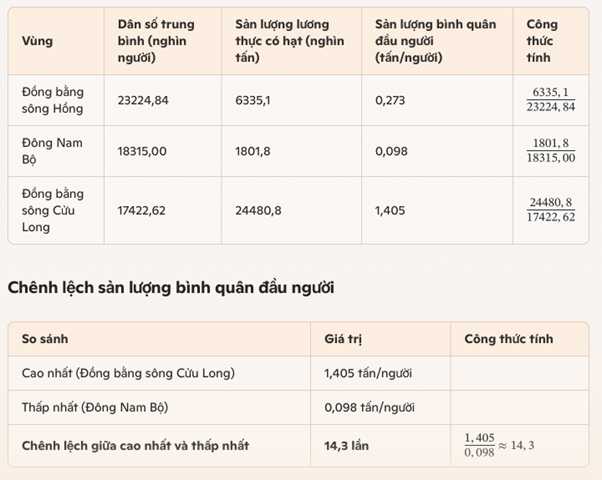 Vùng
Dân số trung bình (nghìn người)
Sản lượng lương thực có hạt (nghìn tấn)
Sản lượng bình quân đầu người (tấn/người)
Công thức tính
Đồng bằng sông Hồng
23224,84
6335,1
0,273
6335,1
23224,84
Đông Nam Bộ
18315,00
1801,8
0,098
1801,8
18315,00
Đồng bằng sông Cửu Long
17422,62
24480,8
1,405
24480,8
17422,62
Chênh lệch sản lượng bình quân đầu người
So sánh
Giá trị
Công thức tính
Cao nhất (Đồng bằng sông Cửu Long)
1,405 tấn/người
Thấp nhất (Đông Nam Bộ)
0,098 tấn/người
Chênh lệch giữa cao nhất và thấp nhất
14,3 lần
1,405
0,098 ≈ 14,3